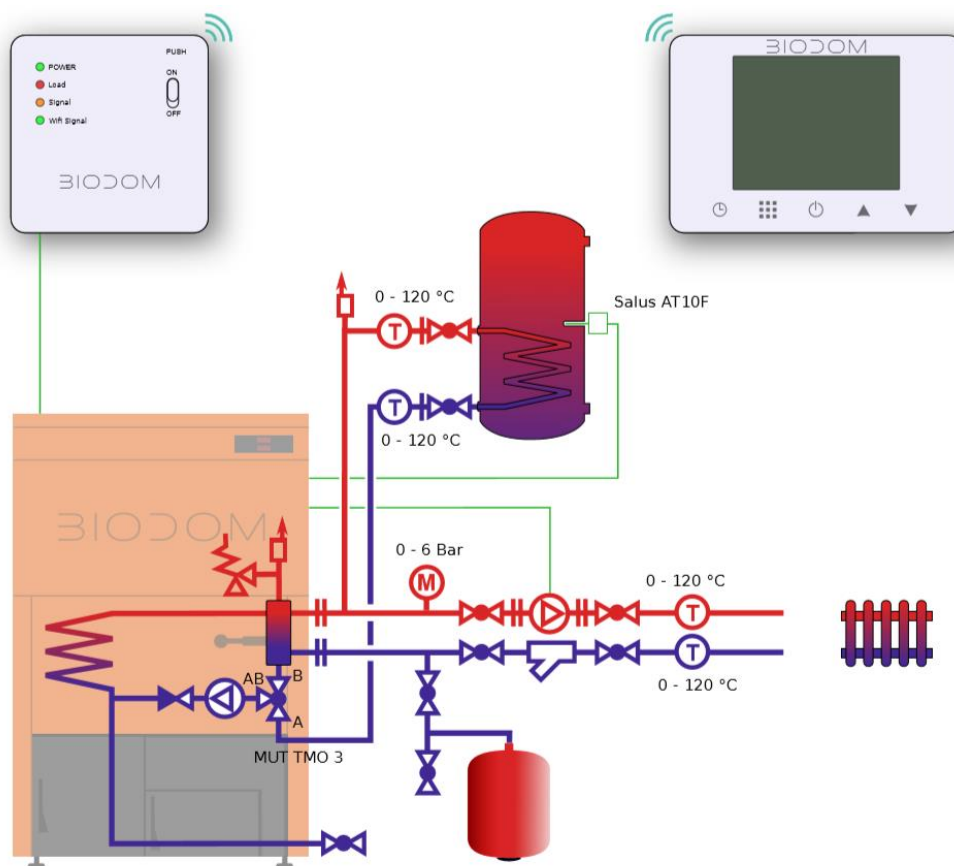 PUSH
POWER
ON
Load
Signal
OFF
Wifi Signal
BIODOM
BIODOM
0 - 120 °C
Salus AT10F
T
T
0 - 120 °C
BIODOM
0 - 6 Bar
M
0 - 120 °C
T
T
0 - 120 °C
AB
B
A
MUT TMO 3